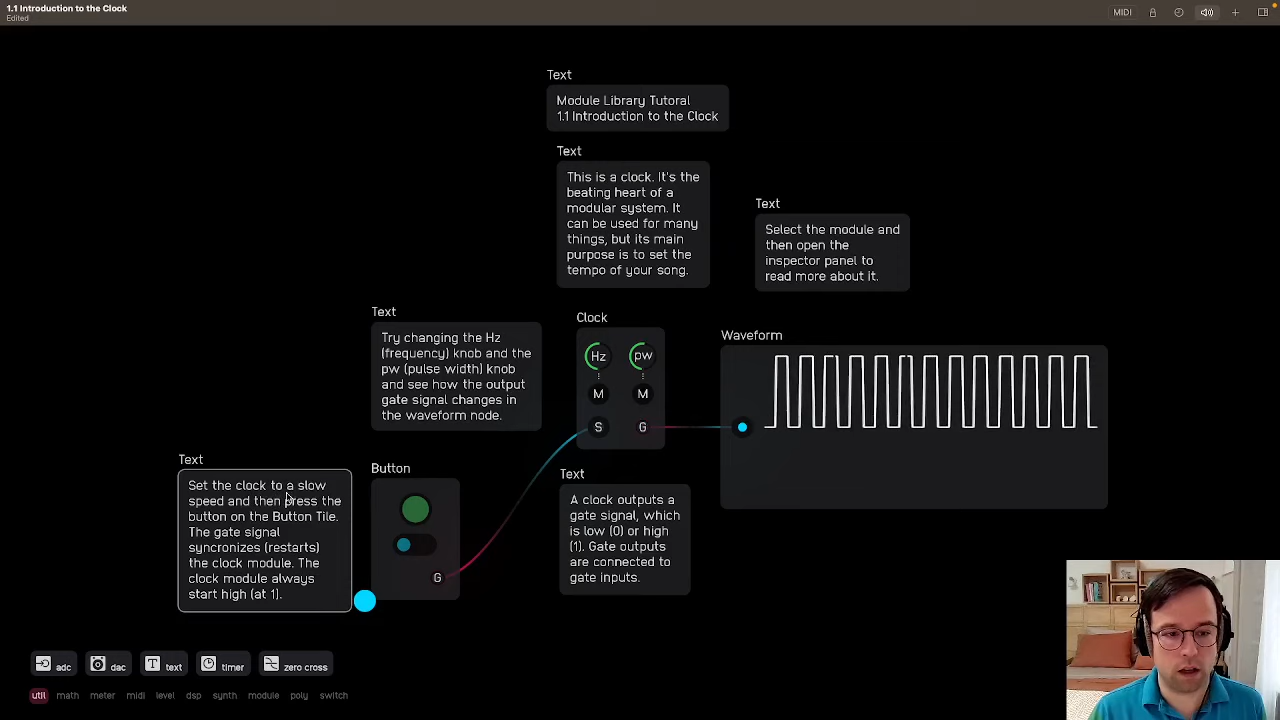 1.1 Introduction to the Clock
Edited
MIDI
Text
Module Library Tutoral
1.1 Introduction to the Clock
Text
This is a clock. It's the
beating heart of a
modular system. It
can be used for many
things, but its main
purpose is to set the
tempo of your song.
Text
Select the module and
then open the
inspector panel to
read more about it.
Text
Try changing the Hz
(frequency) knob and the
pw (pulse width) knob
and see how the output
gate signal changes in
the waveform node.
Clock
Hz pw
M M
S G
Waveform
Text
Set the clock to a slow
speed and then press the
button on the Button Tile.
The gate signal
syncronizes (restarts)
the clock module. The
clock module always
start high (at 1).
Button
G
Text
A clock outputs a
gate signal, which
is low (0) or high
(1). Gate outputs
are connected to
gate inputs.
adc dac T text timer zero cross
util math meter midi level dsp synth module poly switch